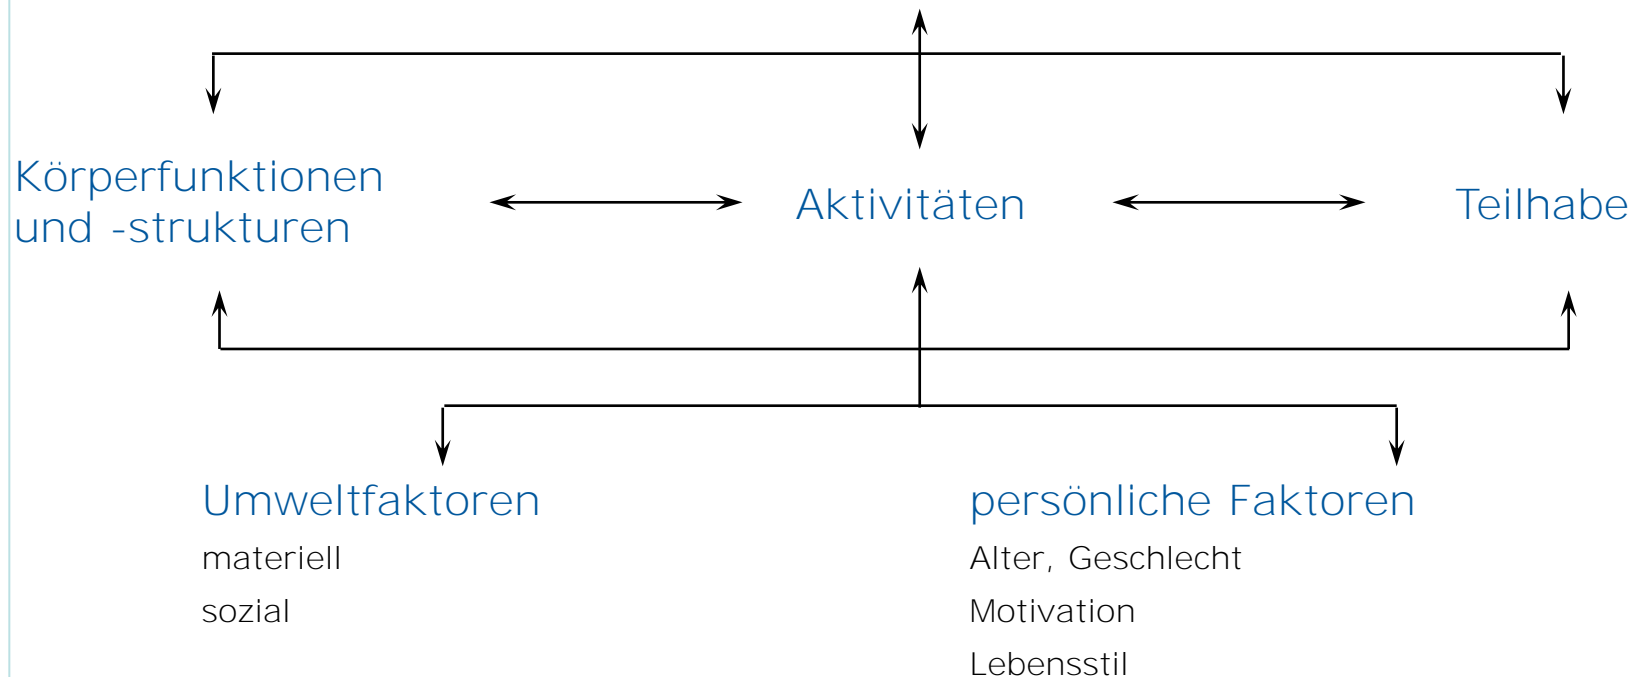 Körperfunktionen
und -strukturen
Aktivitäten
Teilhabe
Umweltfaktoren
materiell
sozial
persönliche Faktoren
Alter, Geschlecht
Motivation
Lebensstil